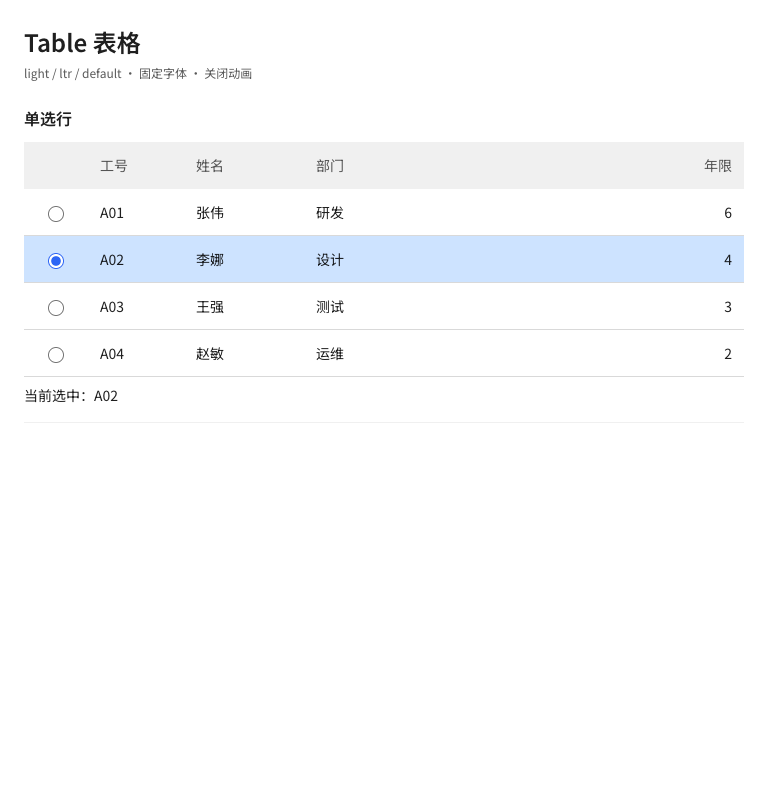 Table 表格
light / ltr / default ・ 固定字体 ・ 关闭动画
单选行
工号 姓名 部门 年限
A01 张伟 研发 6
A02 李娜 设计 4
A03 王强 测试 3
A04 赵敏 运维 2
当前选中：A02